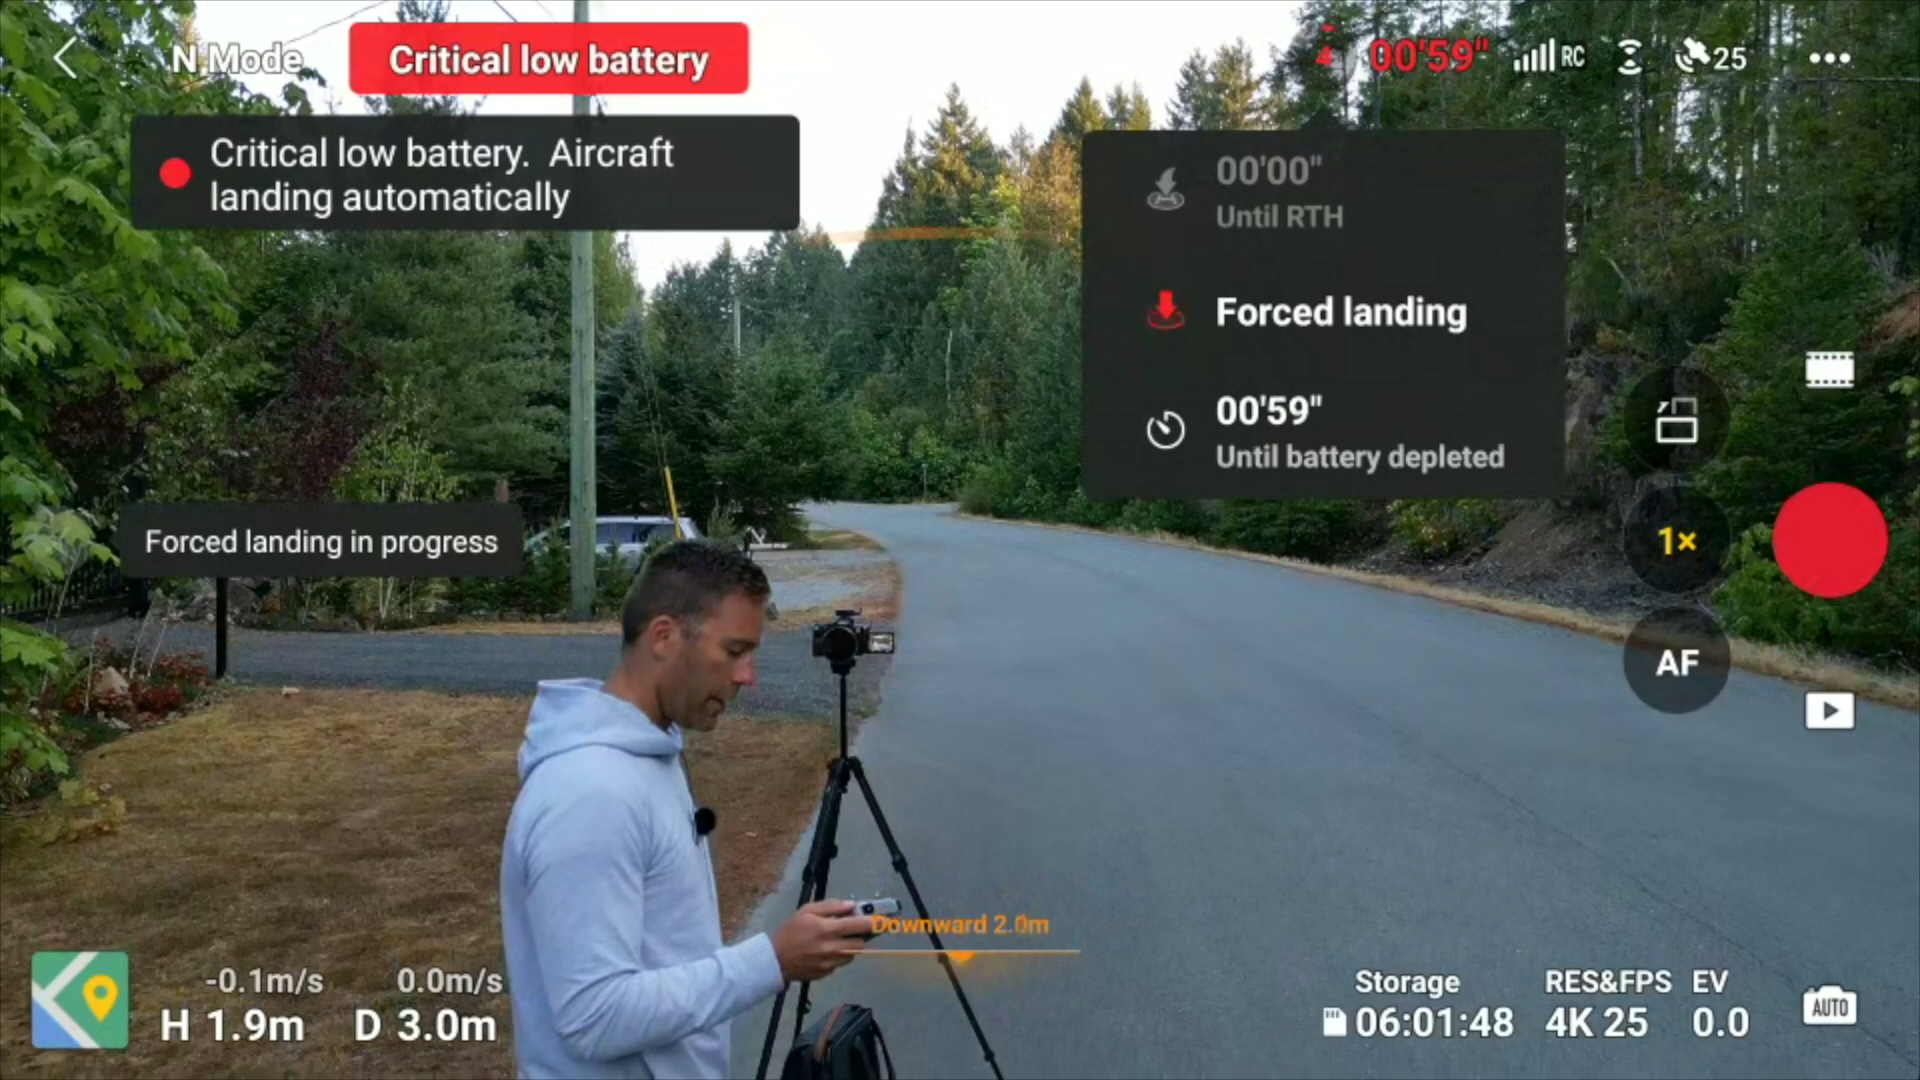 N Mode
Critical low battery
4
00'59"
RC
25
Critical low battery. Aircraft
landing automatically
00'00"
Until RTH
Forced landing
00'59"
Until battery depleted
Forced landing in progress
1×
AF
Downward 2.0m
-0.1m/s
0.0m/s
H 1.9m
D 3.0m
Storage
RES&FPS
EV
06:01:48
4K 25
0.0
AUTO